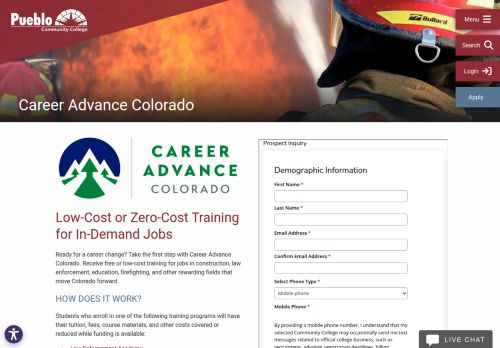 Pueblo
Community College
Bullard
Menu
Search
Login
Apply
Career Advance Colorado
CAREER
ADVANCE
COLORADO
Low-Cost or Zero-Cost Training
for In-Demand Jobs
Ready for a career change? Take the first step with Career Advance
Colorado. Receive free or low-cost training for jobs in construction, law
enforcement, education, firefighting, and other rewarding fields that
move Colorado forward.
HOW DOES IT WORK?
Students who enroll in one of the following training programs will have
their tuition, fees, course materials, and other costs covered or
reduced while funding is available:
Law Enforcement Academy
Prospect Inquiry
Demographic Information
First Name *
Last Name *
Email Address *
Confirm Email Address *
Select Phone Type *
Mobile phone
Mobile Phone *
By providing a mobile phone number, I understand that my
selected Community College may occasionally send me text
messages related to official college business, such as
recruitment, advising, registration deadlines, billing,
LIVE CHAT